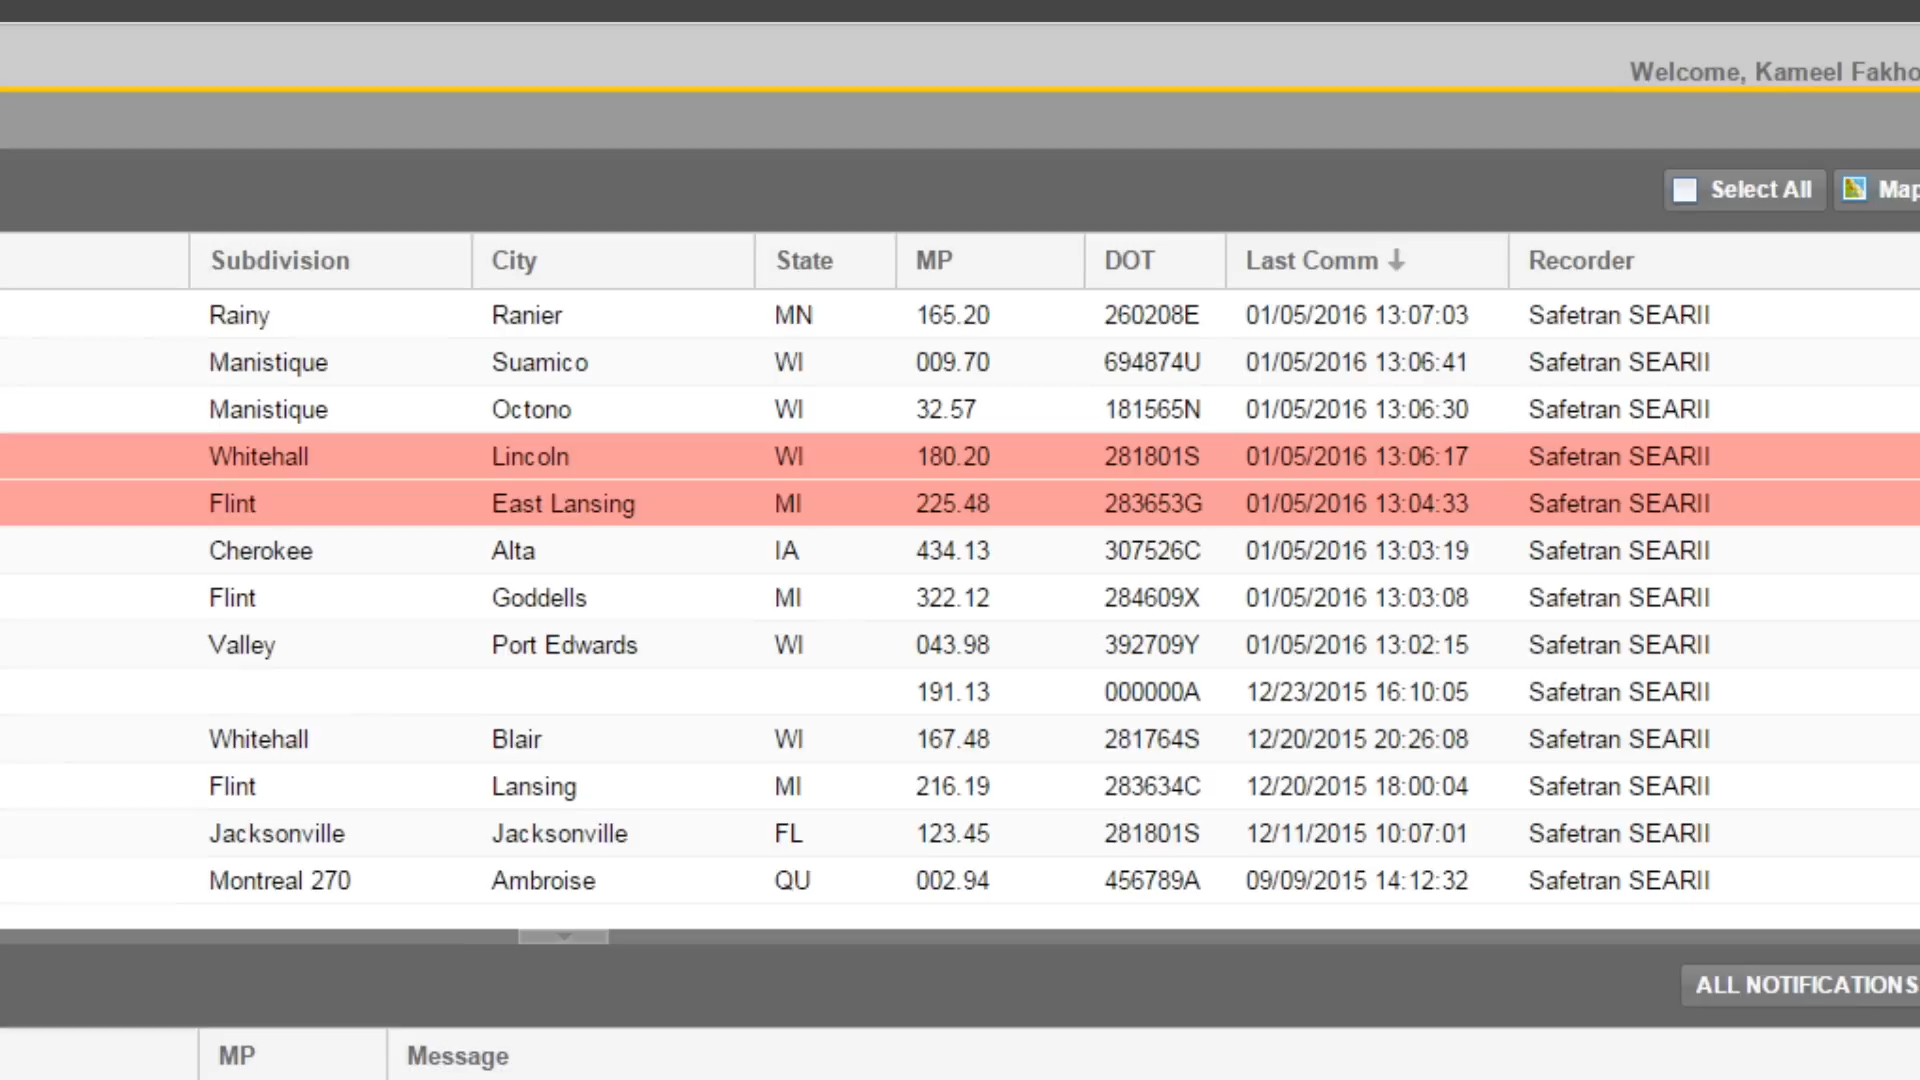 Welcome, Kameel Fakho
Select All Map
Subdivision City State MP DOT Last Comm Recorder
Rainy Ranier MN 165.20 260208E 01/05/2016 13:07:03 Safetran SEARII
Manistique Suamico WI 009.70 694874U 01/05/2016 13:06:41 Safetran SEARII
Manistique Octono WI 32.57 181565N 01/05/2016 13:06:30 Safetran SEARII
Whitehall Lincoln WI 180.20 281801S 01/05/2016 13:06:17 Safetran SEARII
Flint East Lansing MI 225.48 283653G 01/05/2016 13:04:33 Safetran SEARII
Cherokee Alta IA 434.13 307526C 01/05/2016 13:03:19 Safetran SEARII
Flint Goddells MI 322.12 284609X 01/05/2016 13:03:08 Safetran SEARII
Valley Port Edwards WI 043.98 392709Y 01/05/2016 13:02:15 Safetran SEARII
191.13 000000A 12/23/2015 16:10:05 Safetran SEARII
Whitehall Blair WI 167.48 281764S 12/20/2015 20:26:08 Safetran SEARII
Flint Lansing MI 216.19 283634C 12/20/2015 18:00:04 Safetran SEARII
Jacksonville Jacksonville FL 123.45 281801S 12/11/2015 10:07:01 Safetran SEARII
Montreal 270 Ambroise QU 002.94 456789A 09/09/2015 14:12:32 Safetran SEARII
ALL NOTIFICATIONS
MP Message